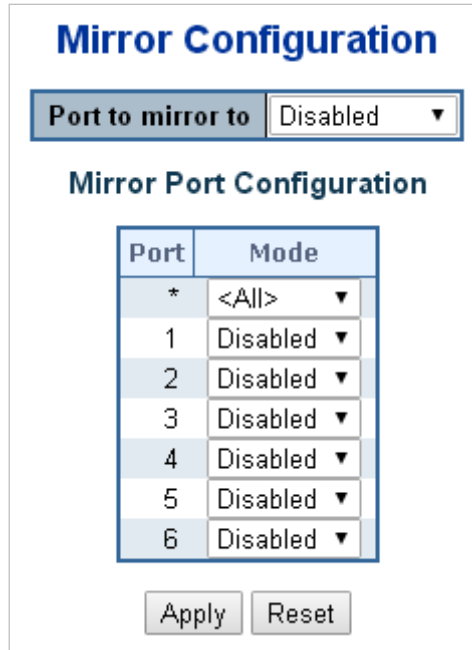 Mirror Configuration
Port to mirror to Disabled
Mirror Port Configuration
Port Mode
* <All>
1 Disabled
2 Disabled
3 Disabled
4 Disabled
5 Disabled
6 Disabled
Apply Reset